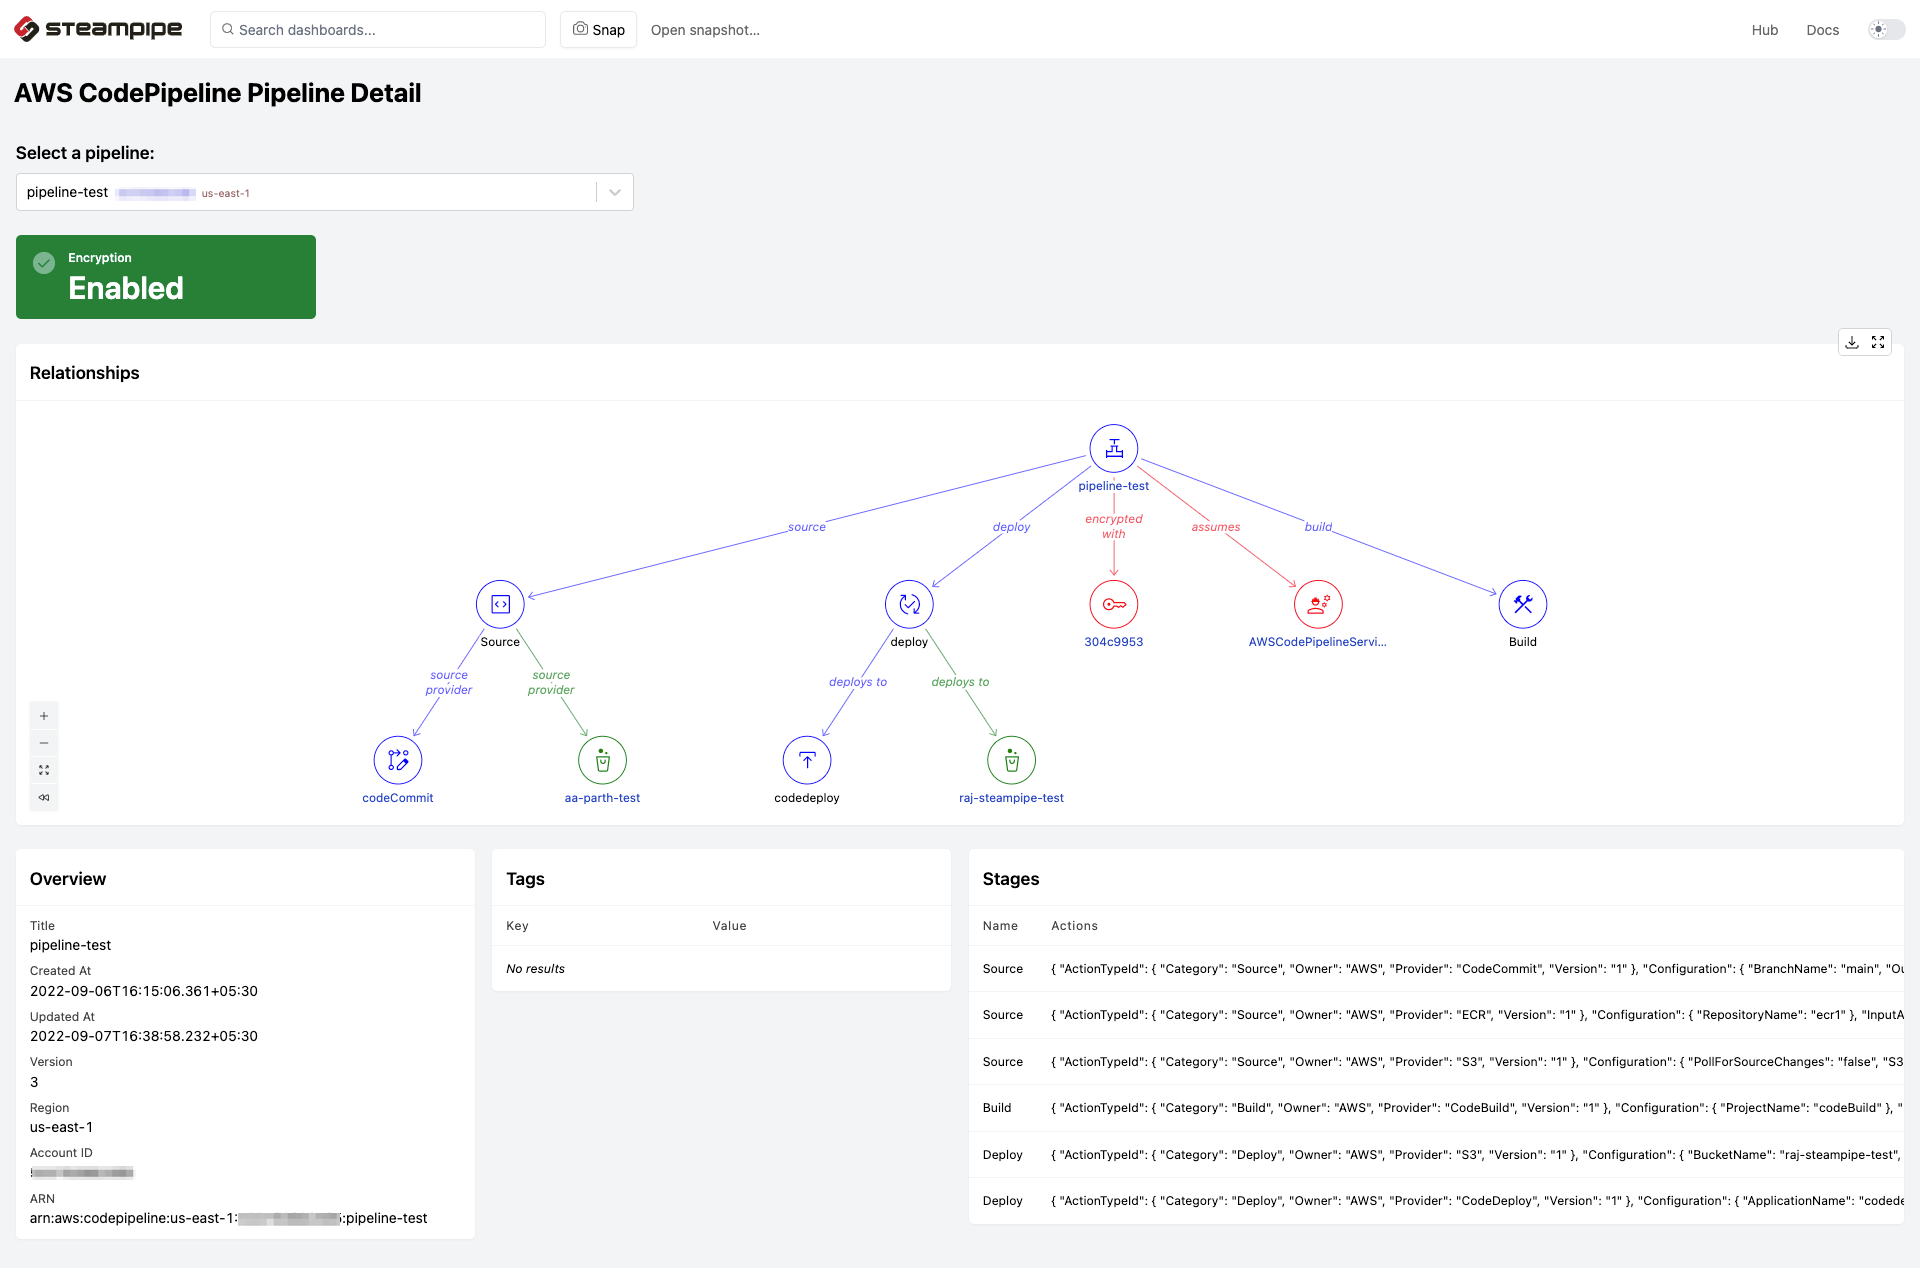 steampipe
Search dashboards...
Snap
Open snapshot...
Hub
Docs
AWS CodePipeline Pipeline Detail
Select a pipeline:
pipeline-test us-east-1
Encryption
Enabled
Relationships
pipeline-test
source
deploy
encrypted
with
assumes
build
Source
deploy
304c9953
AWSCodePipelineServi...
Build
source
provider
source
provider
deploys to
deploys to
codeCommit
aa-parth-test
codedeploy
raj-steampipe-test
Overview
Title
pipeline-test
Created At
2022-09-06T16:15:06.361+05:30
Updated At
2022-09-07T16:38:58.232+05:30
Version
3
Region
us-east-1
Account ID
ARN
arn:aws:codepipeline:us-east-1: :pipeline-test
Tags
Key Value
No results
Stages
Name Actions
Source { "ActionTypeId": { "Category": "Source", "Owner": "AWS", "Provider": "CodeCommit", "Version": "1" }, "Configuration": { "BranchName": "main", "Ou
Source { "ActionTypeId": { "Category": "Source", "Owner": "AWS", "Provider": "ECR", "Version": "1" }, "Configuration": { "RepositoryName": "ecr1" }, "InputA
Source { "ActionTypeId": { "Category": "Source", "Owner": "AWS", "Provider": "S3", "Version": "1" }, "Configuration": { "PollForSourceChanges": "false", "S3
Build { "ActionTypeId": { "Category": "Build", "Owner": "AWS", "Provider": "CodeBuild", "Version": "1" }, "Configuration": { "ProjectName": "codeBuild" }, "
Deploy { "ActionTypeId": { "Category": "Deploy", "Owner": "AWS", "Provider": "S3", "Version": "1" }, "Configuration": { "BucketName": "raj-steampipe-test",
Deploy { "ActionTypeId": { "Category": "Deploy", "Owner": "AWS", "Provider": "CodeDeploy", "Version": "1" }, "Configuration": { "ApplicationName": "codede